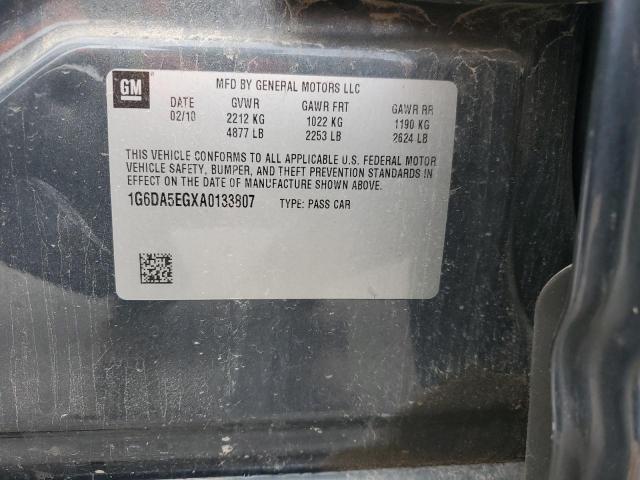 GM
MFD BY GENERAL MOTORS LLC
DATE GVWR GAWR FRT GAWR RR
02/10 2212 KG 1022 KG 1190 KG
4877 LB 2253 LB 2624 LB
THIS VEHICLE CONFORMS TO ALL APPLICABLE U.S. FEDERAL MOTOR
VEHICLE SAFETY, BUMPER, AND THEFT PREVENTION STANDARDS IN
EFFECT ON THE DATE OF MANUFACTURE SHOWN ABOVE.
1G6DA5EGXA0133807 TYPE: PASS CAR